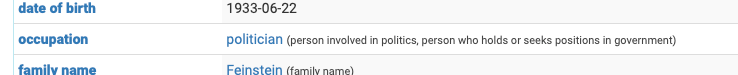 date of birth 1933-06-22
occupation politician (person involved in politics, person who holds or seeks positions in government)
family name Feinstein (family name)